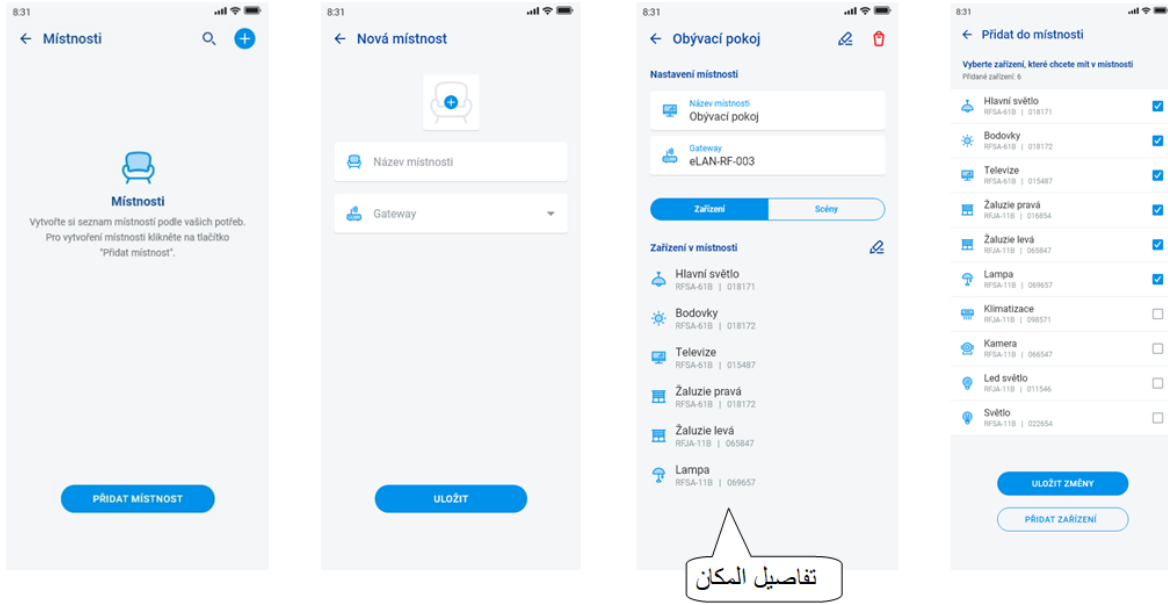 8:31
Místnosti
Místnosti
Vytvořte si seznam místností podle vašich potřeb.
Pro vytvoření místnosti klikněte na tlačítko
"Přidat místnost".
PŘIDAT MÍSTNOST
8:31
Nová místnost
Název místnosti
Gateway
ULOŽIT
8:31
Obývací pokoj
Nastavení místnosti
Název místnosti
Obývací pokoj
Gateway
eLAN-RF-003
Zařízení
Scény
Zařízení v místnosti
Hlavní světlo
RFSA-61B | 018171
Bodovky
RFSA-61B | 018172
Televize
RFSA-61B | 015487
Žaluzie pravá
RFSA-61B | 018172
Žaluzie levá
RFJA-11B | 065847
Lampa
RFSA-11B | 069657
تفاصيل المكان
8:31
Přidat do místnosti
Vyberte zařízení, které chcete mít v místnosti
Přidané zařízení: 6
Hlavní světlo
RFSA-61B | 018171
Bodovky
RFSA-61B | 018172
Televize
RFSA-61B | 015487
Žaluzie pravá
RFJA-11B | 016854
Žaluzie levá
RFJA-11B | 065847
Lampa
RFSA-11B | 069657
Klimatizace
RFJA-11B | 098571
Kamera
RFSA-11B | 066547
Led světlo
RFJA-11B | 011546
Světlo
RFSA-11B | 022654
ULOŽIT ZMĚNY
PŘIDAT ZAŘÍZENÍ